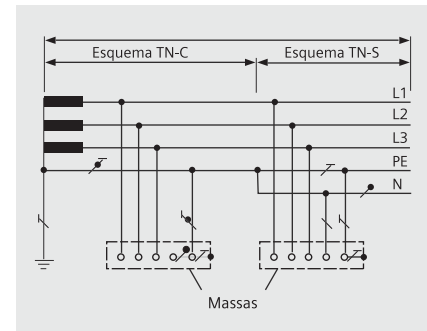 Esquema TN-C
Esquema TN-S
L1
L2
L3
PE
N
Massas